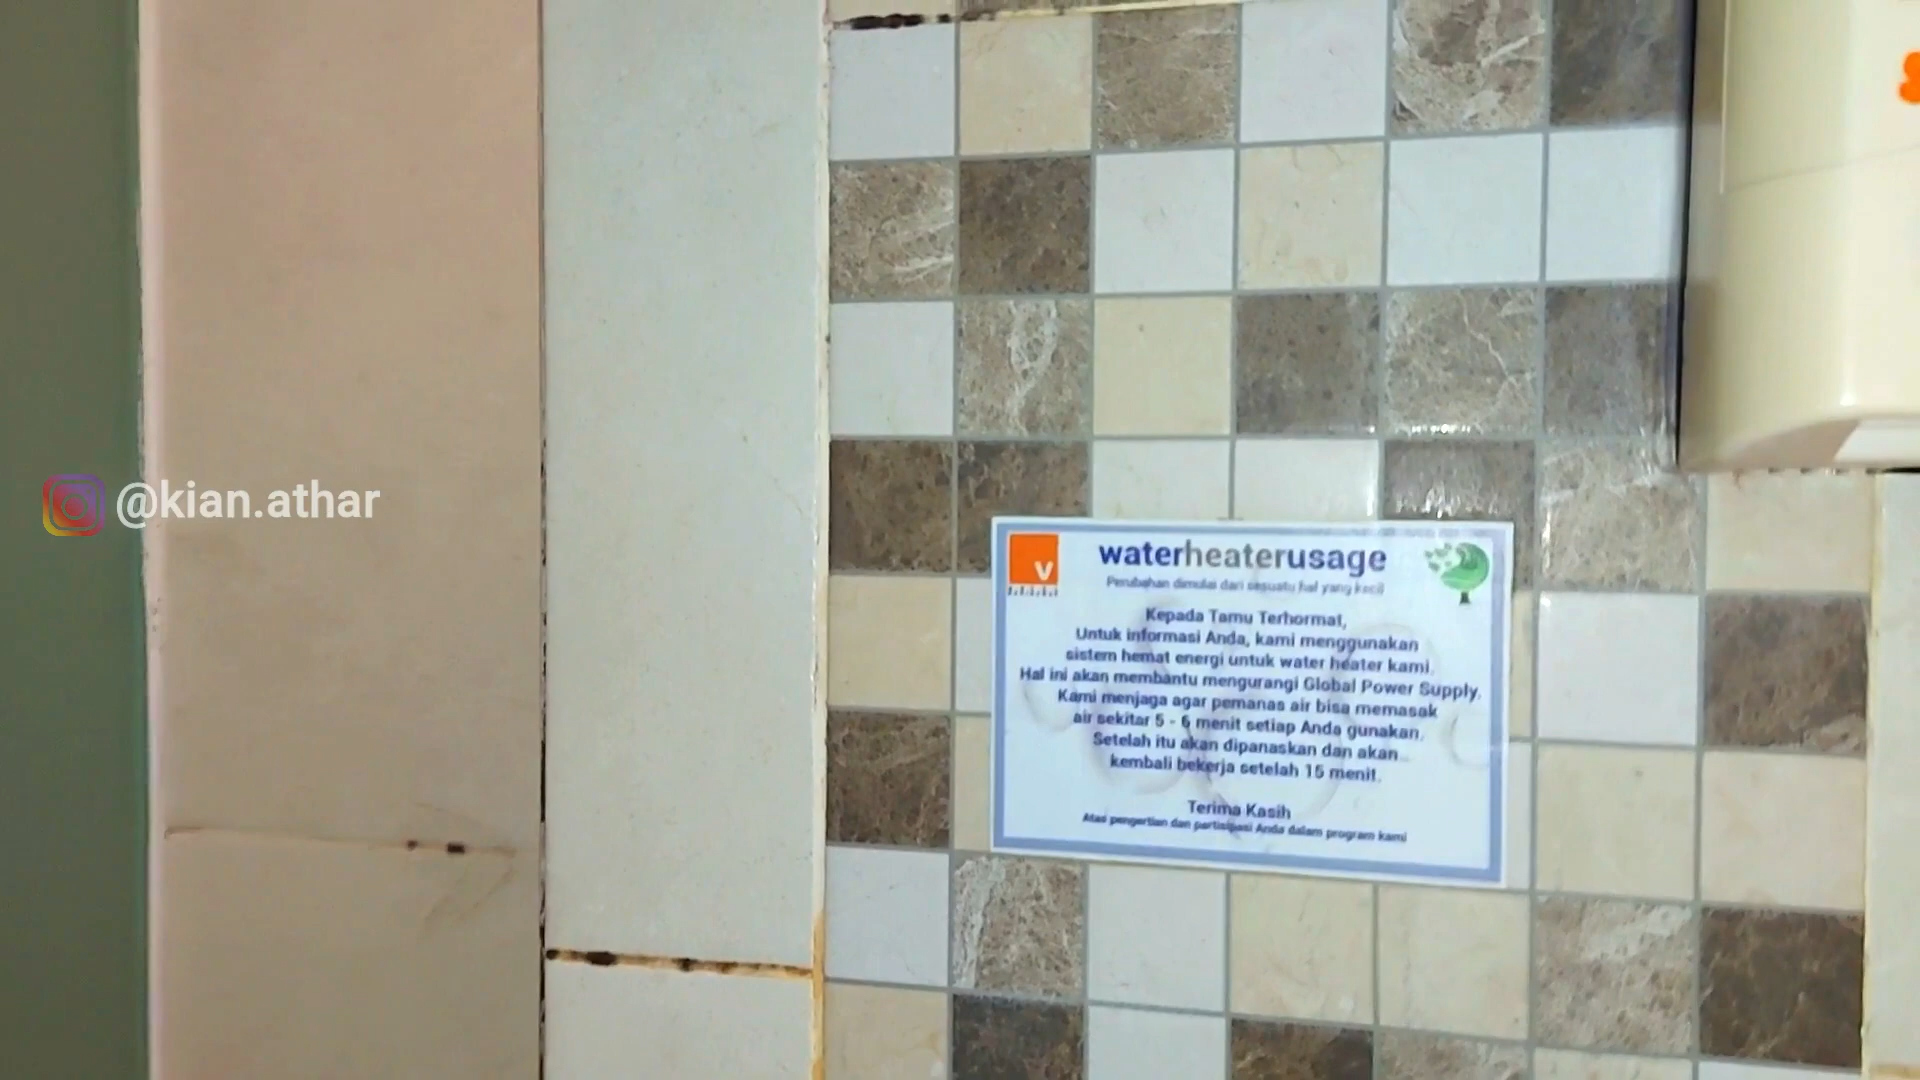 @kian.athar
v
waterheaterusage
Perubahan dimulai dari sesuatu hal yang kecil
Kepada Tamu Terhormat,
Untuk informasi Anda, kami menggunakan
sistem hemat energi untuk water heater kami.
Hal ini akan membantu mengurangi Global Power Supply.
Kami menjaga agar pemanas air bisa memasak
air sekitar 5 - 6 menit setiap Anda gunakan.
Setelah itu akan dipanaskan dan akan
kembali bekerja setelah 15 menit.
Terima Kasih
Atas pengertian dan partisipasi Anda dalam program kami